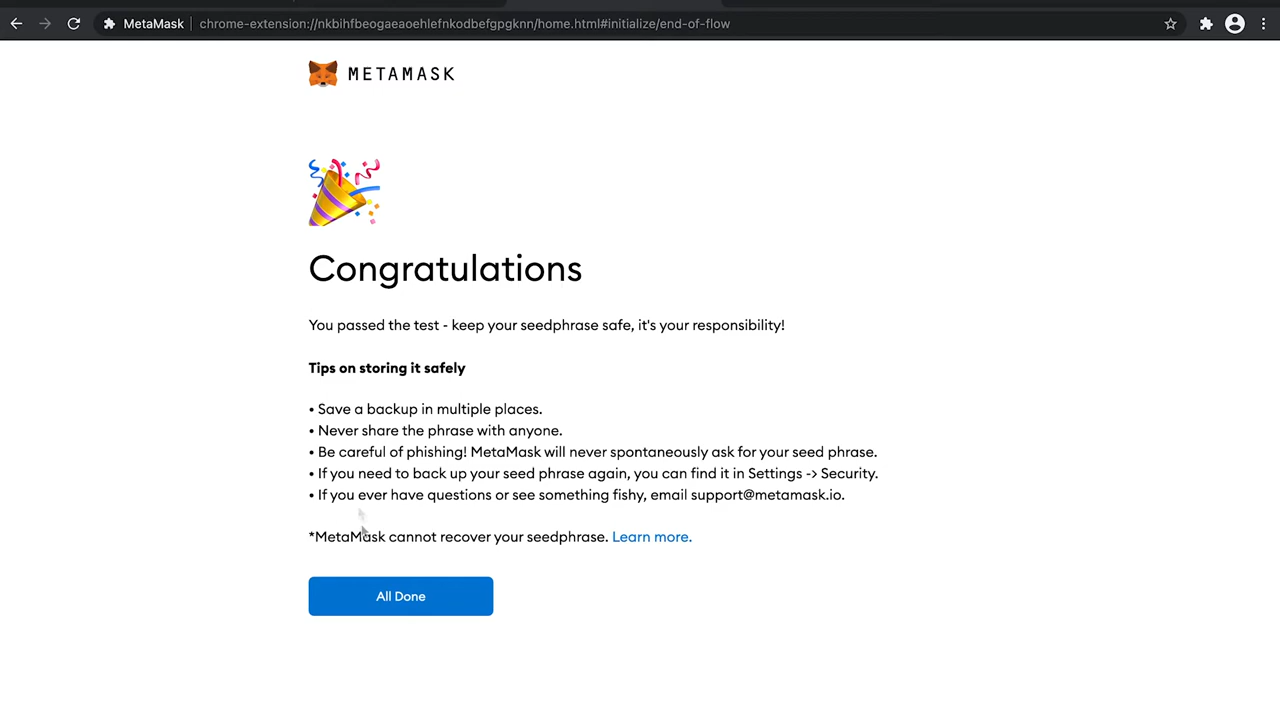 MetaMask
chrome-extension://nkbihfbeogaeaoehlefnkodbefgpgknn/home.html#initialize/end-of-flow
METAMASK
Congratulations
You passed the test - keep your seedphrase safe, it's your responsibility!
Tips on storing it safely
• Save a backup in multiple places.
• Never share the phrase with anyone.
• Be careful of phishing! MetaMask will never spontaneously ask for your seed phrase.
• If you need to back up your seed phrase again, you can find it in Settings -> Security.
• If you ever have questions or see something fishy, email support@metamask.io.
*MetaMask cannot recover your seedphrase. Learn more.
All Done